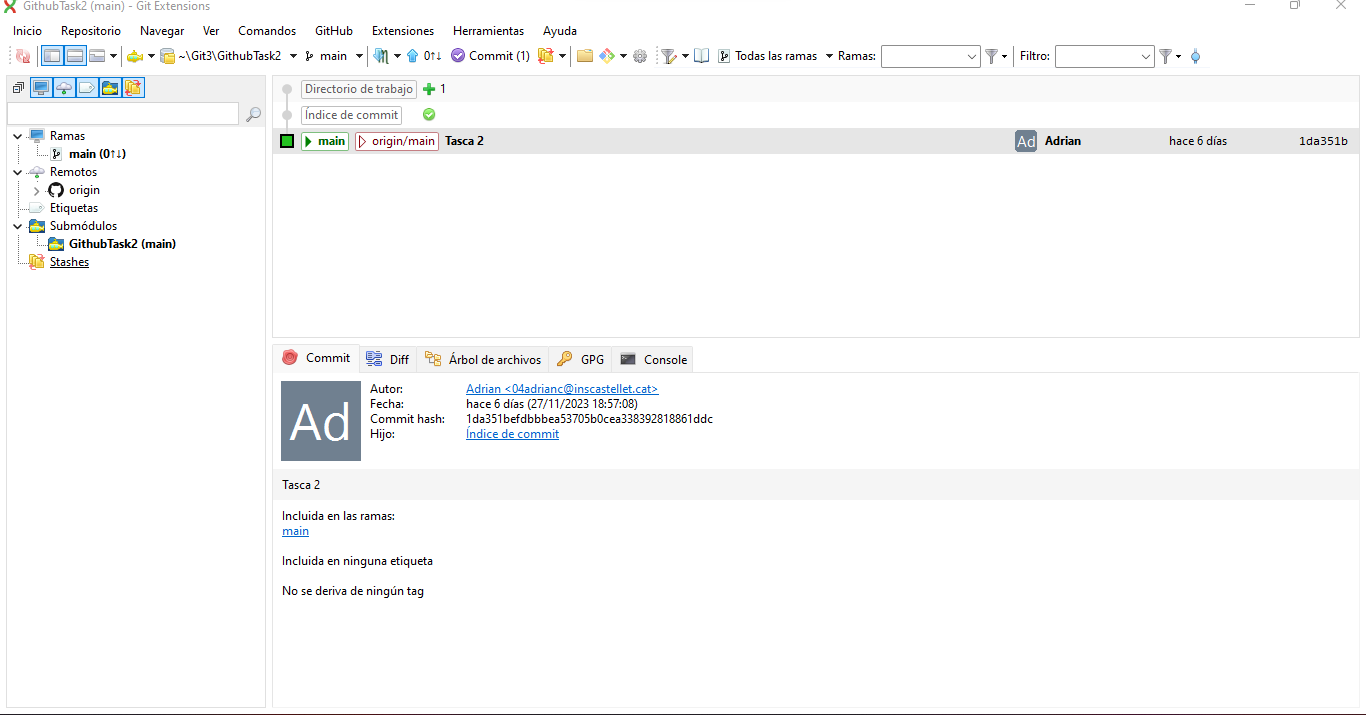 GithubTask2 (main) - Git Extensions
Inicio Repositorio Navegar Ver Comandos GitHub Extensiones Herramientas Ayuda
~\Git3\GithubTask2 main 0↑↓ Commit (1) Todas las ramas Ramas: Filtro:
Directorio de trabajo 1
Índice de commit
main origin/main Tasca 2 Ad Adrian hace 6 días 1da351b
Ramas
main (0↑↓)
Remotos
origin
Etiquetas
Submódulos
GithubTask2 (main)
Stashes
Commit Diff Árbol de archivos GPG Console
Ad
Autor: Adrian <04adrianc@inscastellet.cat>
Fecha: hace 6 días (27/11/2023 18:57:08)
Commit hash: 1da351befdbbbea53705b0cea338392818861ddc
Hijo: Índice de commit
Tasca 2
Incluida en las ramas:
main
Incluida en ninguna etiqueta
No se deriva de ningún tag